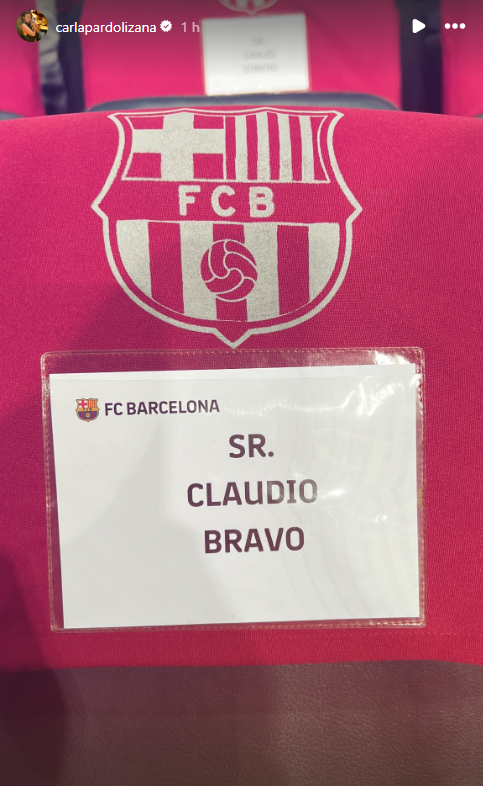 carlapardolizana 1 h
FCB
FC BARCELONA
SR.
CLAUDIO
BRAVO